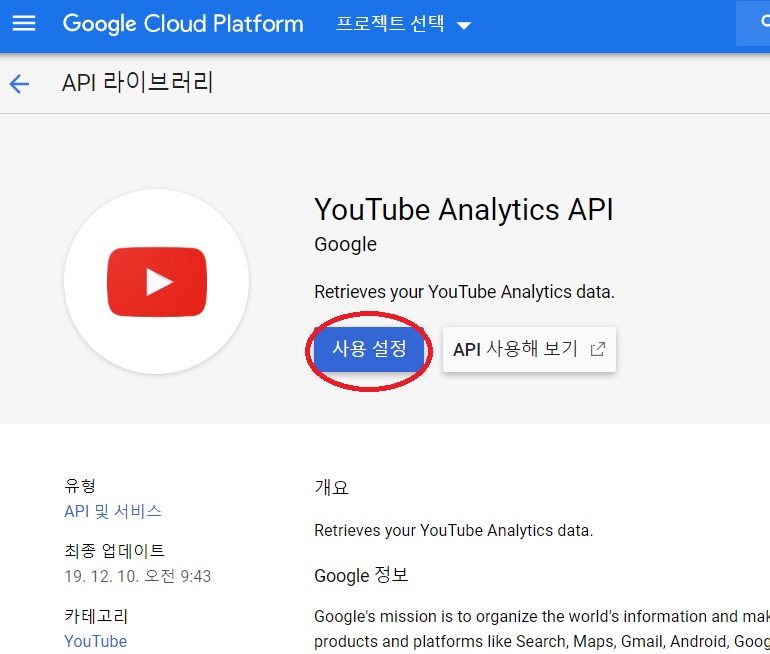 Google Cloud Platform 프로젝트 선택
API 라이브러리
YouTube Analytics API
Google
Retrieves your YouTube Analytics data.
사용 설정
API 사용해 보기
유형
API 및 서비스
최종 업데이트
19. 12. 10. 오전 9:43
카테고리
YouTube
개요
Retrieves your YouTube Analytics data.
Google 정보
Google's mission is to organize the world's information and mak
products and platforms like Search, Maps, Gmail, Android, Goog